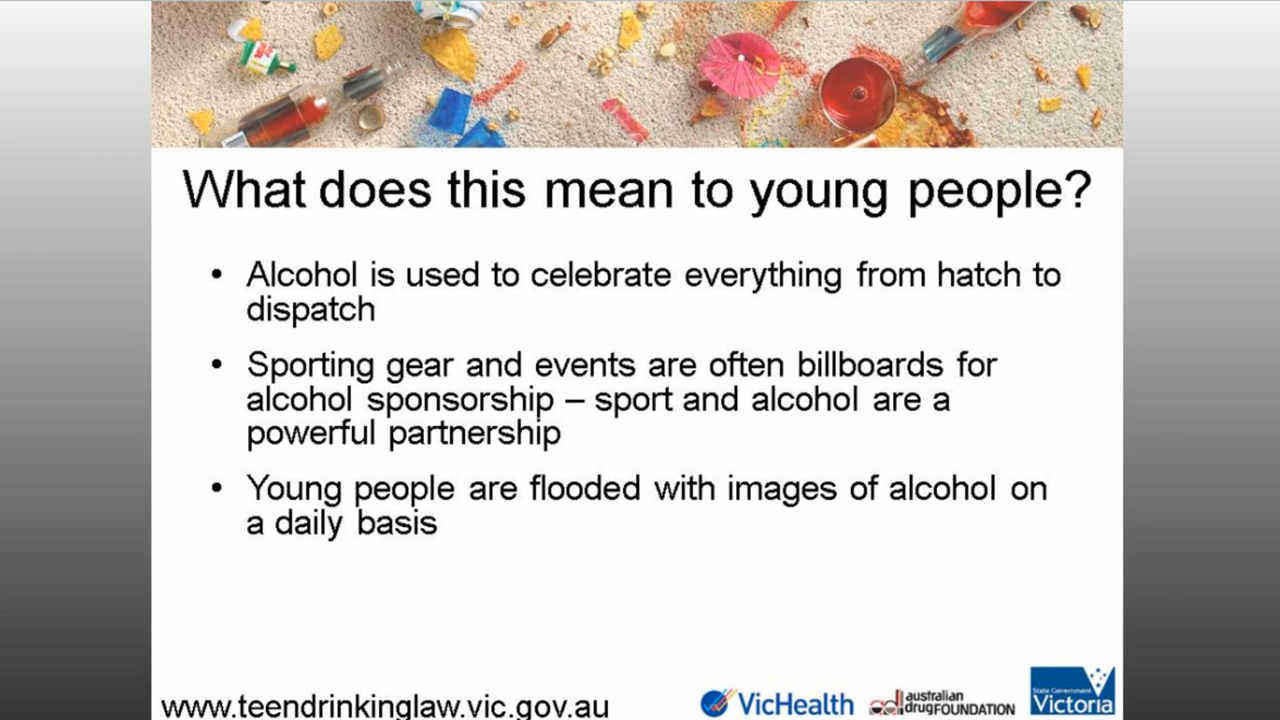 What does this mean to young people?
• Alcohol is used to celebrate everything from hatch to
dispatch
• Sporting gear and events are often billboards for
alcohol sponsorship – sport and alcohol are a
powerful partnership
• Young people are flooded with images of alcohol on
a daily basis
www.teendrinkinglaw.vic.gov.au
VicHealth
australian
drugFOUNDATION
State Government
Victoria